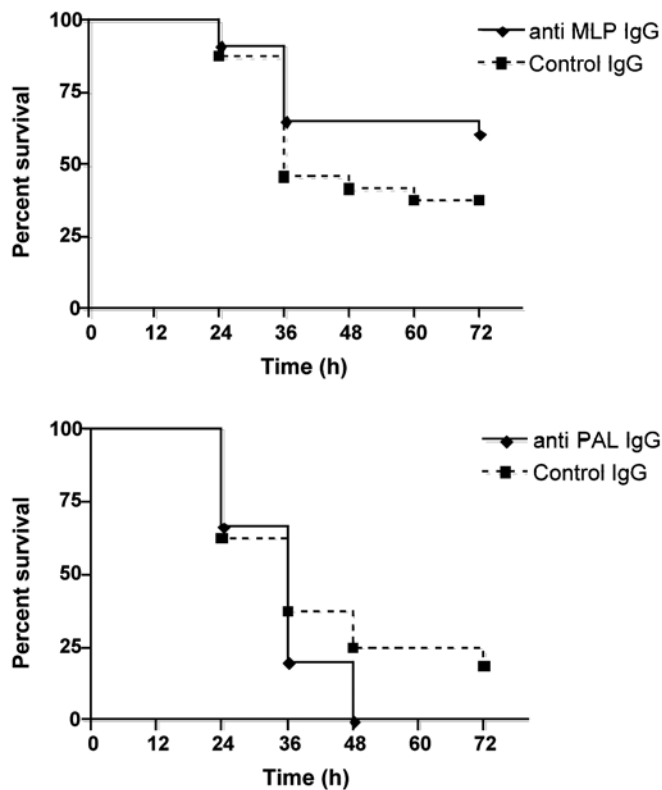 100
75
50
25
0
Percent survival
0 12 24 36 48 60 72
Time (h)
anti MLP IgG
Control IgG
100
75
50
25
0
Percent survival
0 12 24 36 48 60 72
Time (h)
anti PAL IgG
Control IgG